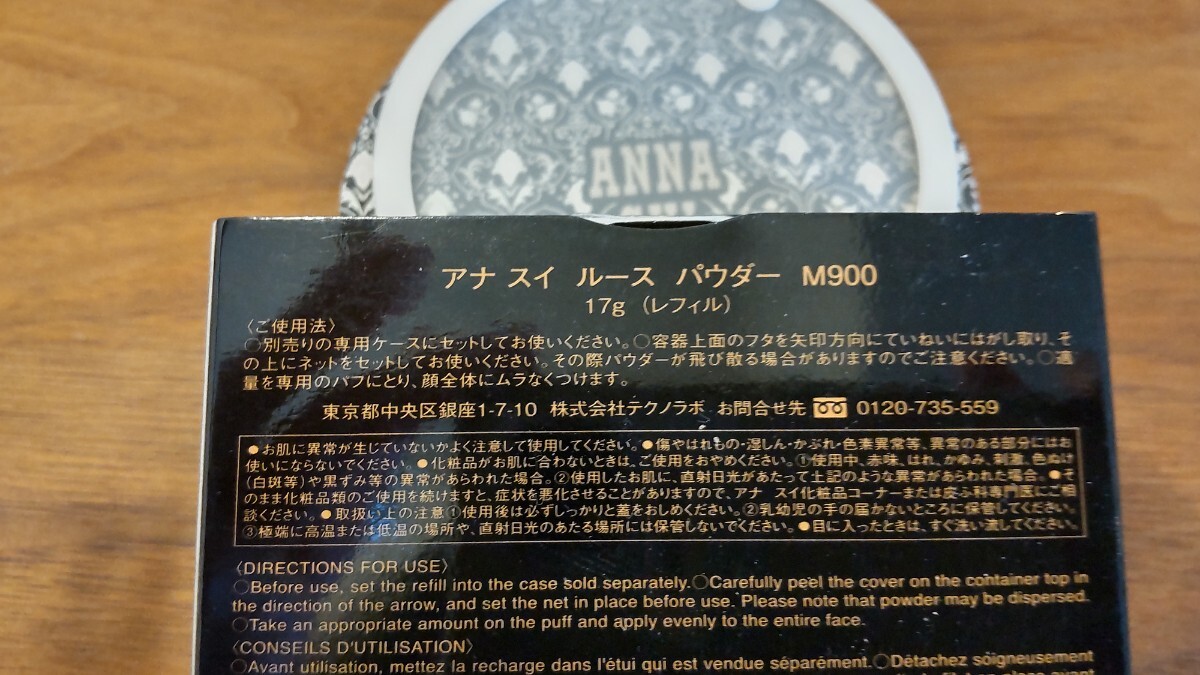 ANNA
アナ スイ ルース パウダー M900
17g (レフィル)
〈ご使用法〉
○別売りの専用ケースにセットしてお使いください。○容器上面のフタを矢印方向にていねいにはがし取り、そ
の上にネットをセットしてお使いください。その際パウダーが飛び散る場合がありますのでご注意ください。○適
量を専用のパフにとり、顔全体にムラなくつけます。
東京都中央区銀座1-7-10 株式会社テクノラボ お問合せ先 0120-735-559
●お肌に異常が生じていないかよく注意して使用してください。●傷やはれもの・湿しん・かぶれ・色素異常等、異常のある部分にはお
使いにならないでください。●化粧品がお肌に合わないときは、ご使用をおやめください。①使用中、赤味、はれ、かゆみ、刺激、色ぬけ
(白斑等)や黒ずみ等の異常があらわれた場合。②使用したお肌に、直射日光があたって上記のような異常があらわれた場合。●そ
のまま化粧品類のご使用を続けますと、症状を悪化させることがありますので、アナ スイ化粧品コーナーまたは皮ふ科専門医にご相
談ください。●取扱い上の注意①使用後は必ずしっかりと蓋をおしめください。②乳幼児の手の届かないところに保管してください。
③極端に高温または低温の場所や、直射日光のあたる場所には保管しないでください。●目に入ったときは、すぐ洗い流してください。
〈DIRECTIONS FOR USE〉
○Before use, set the refill into the case sold separately.○Carefully peel the cover on the container top in
the direction of the arrow, and set the net in place before use. Please note that powder may be dispersed.
○Take an appropriate amount on the puff and apply evenly to the entire face.
〈CONSEILS D'UTILISATION〉
○Avant utilisation, mettez la recharge dans l'étui qui est vendue séparément.○Détachez soigneusement